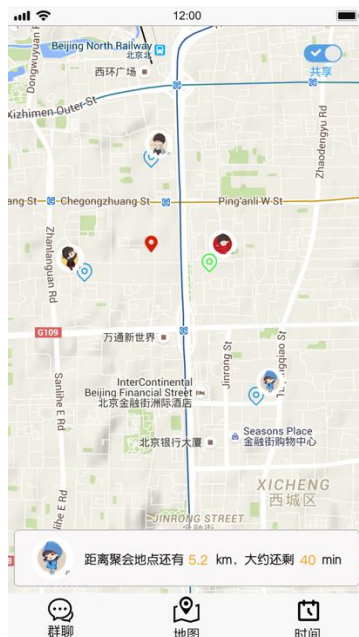 12:00
Beijing North Railway
北京北
西环广场
共享
Dongwuyuan
Xizhimen Outer St
Zhaodengyu Rd
ang St
Chegongzhuang St
Ping'anli W St
Zhanlanguan Rd
G109
万通新世界
Sanlihe E Rd
InterContinental
Beijing Financial Street
北京金融街洲际酒店
Jinrong St
北京银行大厦
Seasons Place
金融街购物中心
XICHENG
西城区
JINRONG STREET
lihe E Rd
距离聚会地点还有 5.2 km，大约还剩 40 min
群聊
地图
时间